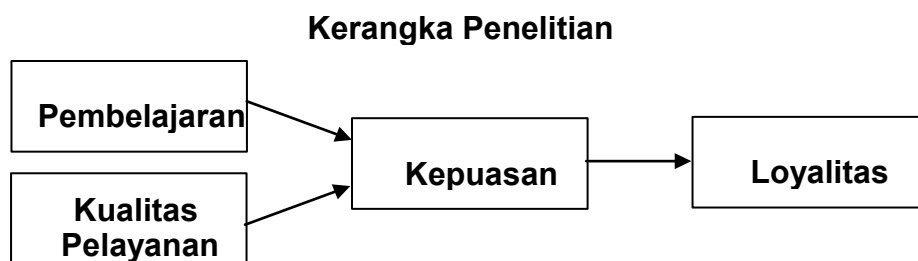 Kerangka Penelitian
Pembelajaran
Kualitas
Pelayanan
Kepuasan
Loyalitas